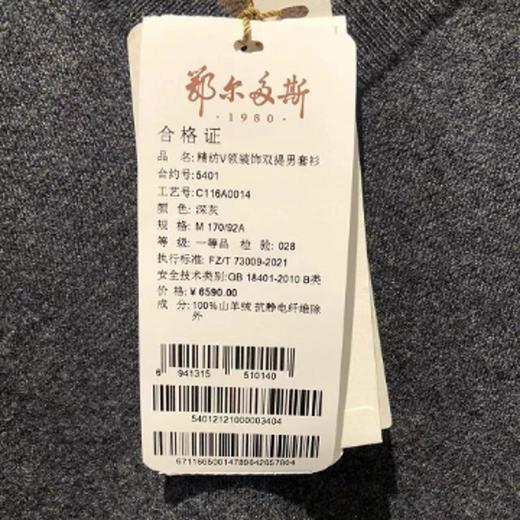 鄂尔多斯
·1980·
合格证
品 名:精纺V领装饰双提男套衫
合约号:5401
工艺号:C116A0014
颜 色:深灰
规 格:M 170/92A
等 级:一等品 检 验:028
执行标准:FZ/T 73009-2021
安全技术类别:GB 18401-2010 B类
价 格:¥6590.00
成 分:100%山羊绒 抗静电纤维除
外
6 941315 510140
54012121000003404